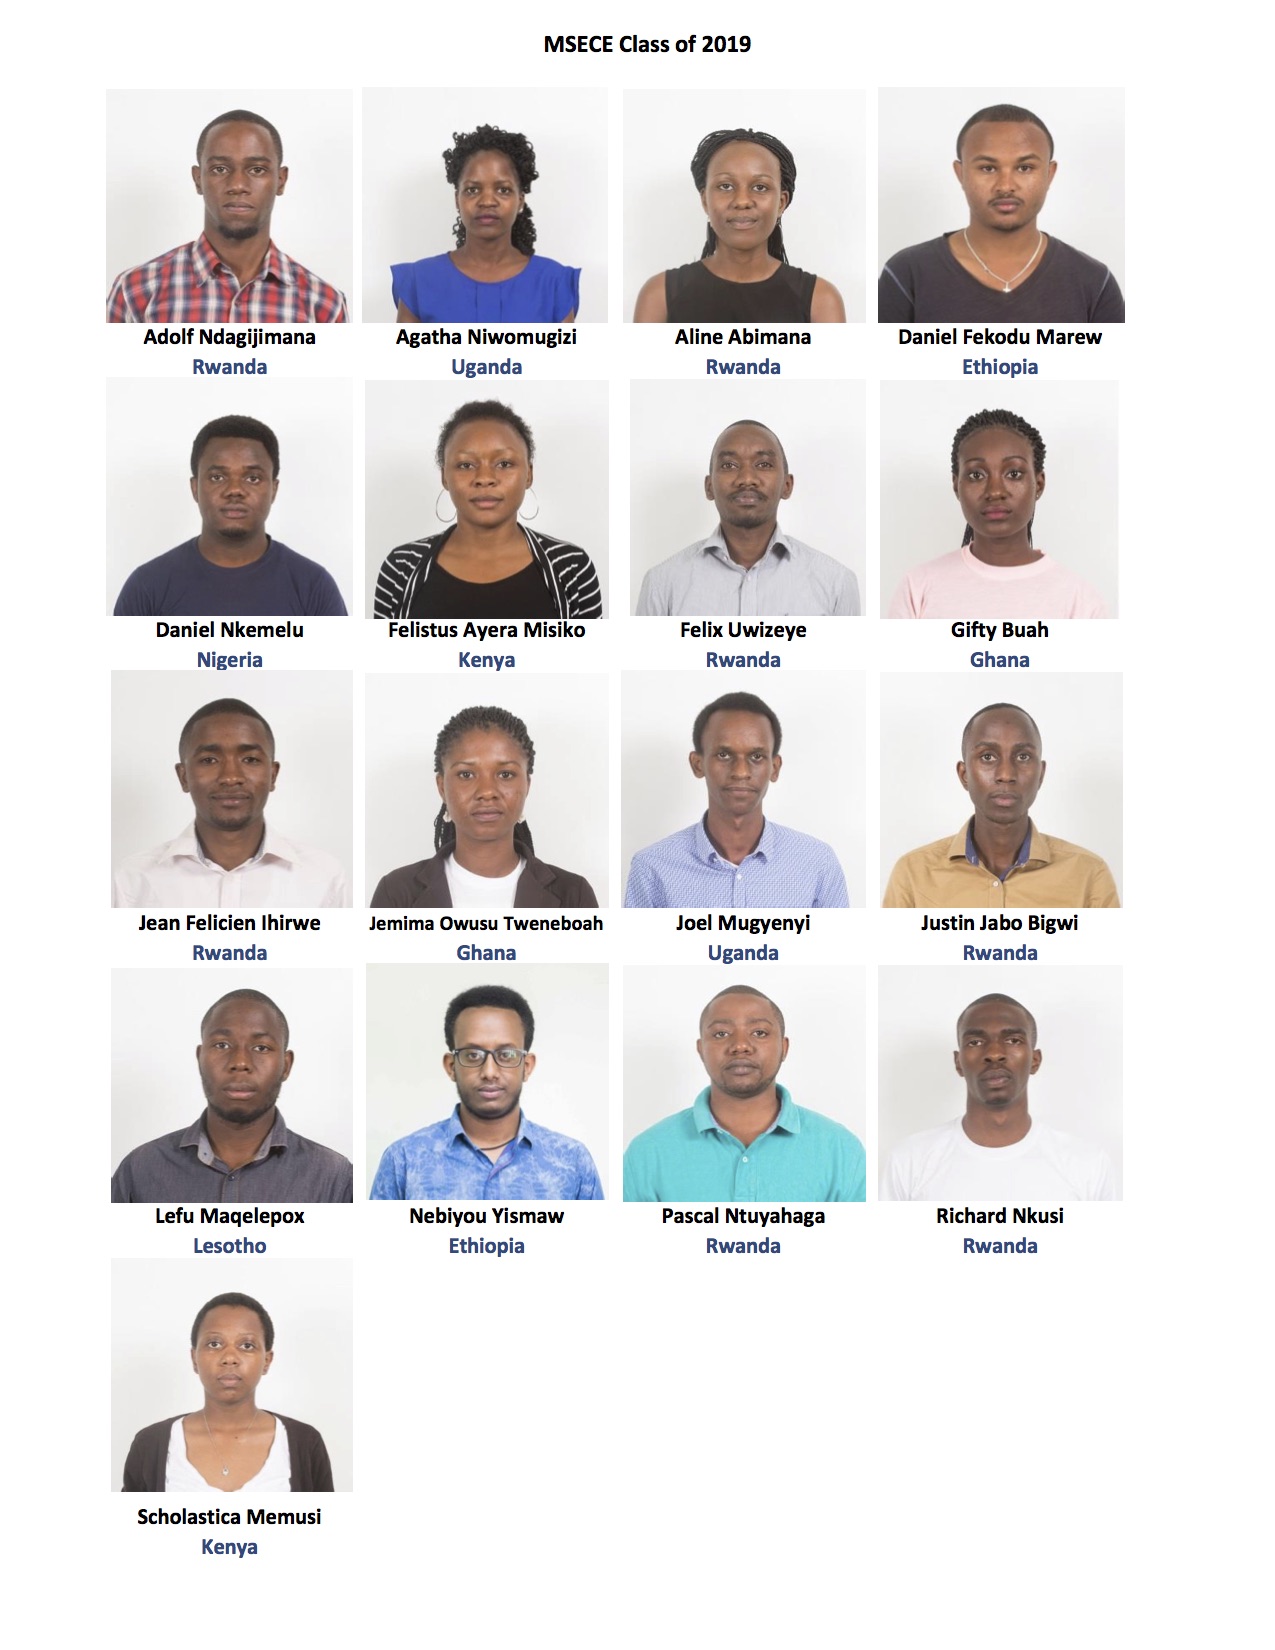 MSECE Class of 2019
Adolf Ndagijimana
Rwanda
Agatha Niwomugizi
Uganda
Aline Abimana
Rwanda
Daniel Fekodu Marew
Ethiopia
Daniel Nkemelu
Nigeria
Felistus Ayera Misiko
Kenya
Felix Uwizeye
Rwanda
Gifty Buah
Ghana
Jean Felicien Ihirwe
Rwanda
Jemima Owusu Tweneboah
Ghana
Joel Mugyenyi
Uganda
Justin Jabo Bigwi
Rwanda
Lefu Maqelepox
Lesotho
Nebiyou Yismaw
Ethiopia
Pascal Ntuyahaga
Rwanda
Richard Nkusi
Rwanda
Scholastica Memusi
Kenya